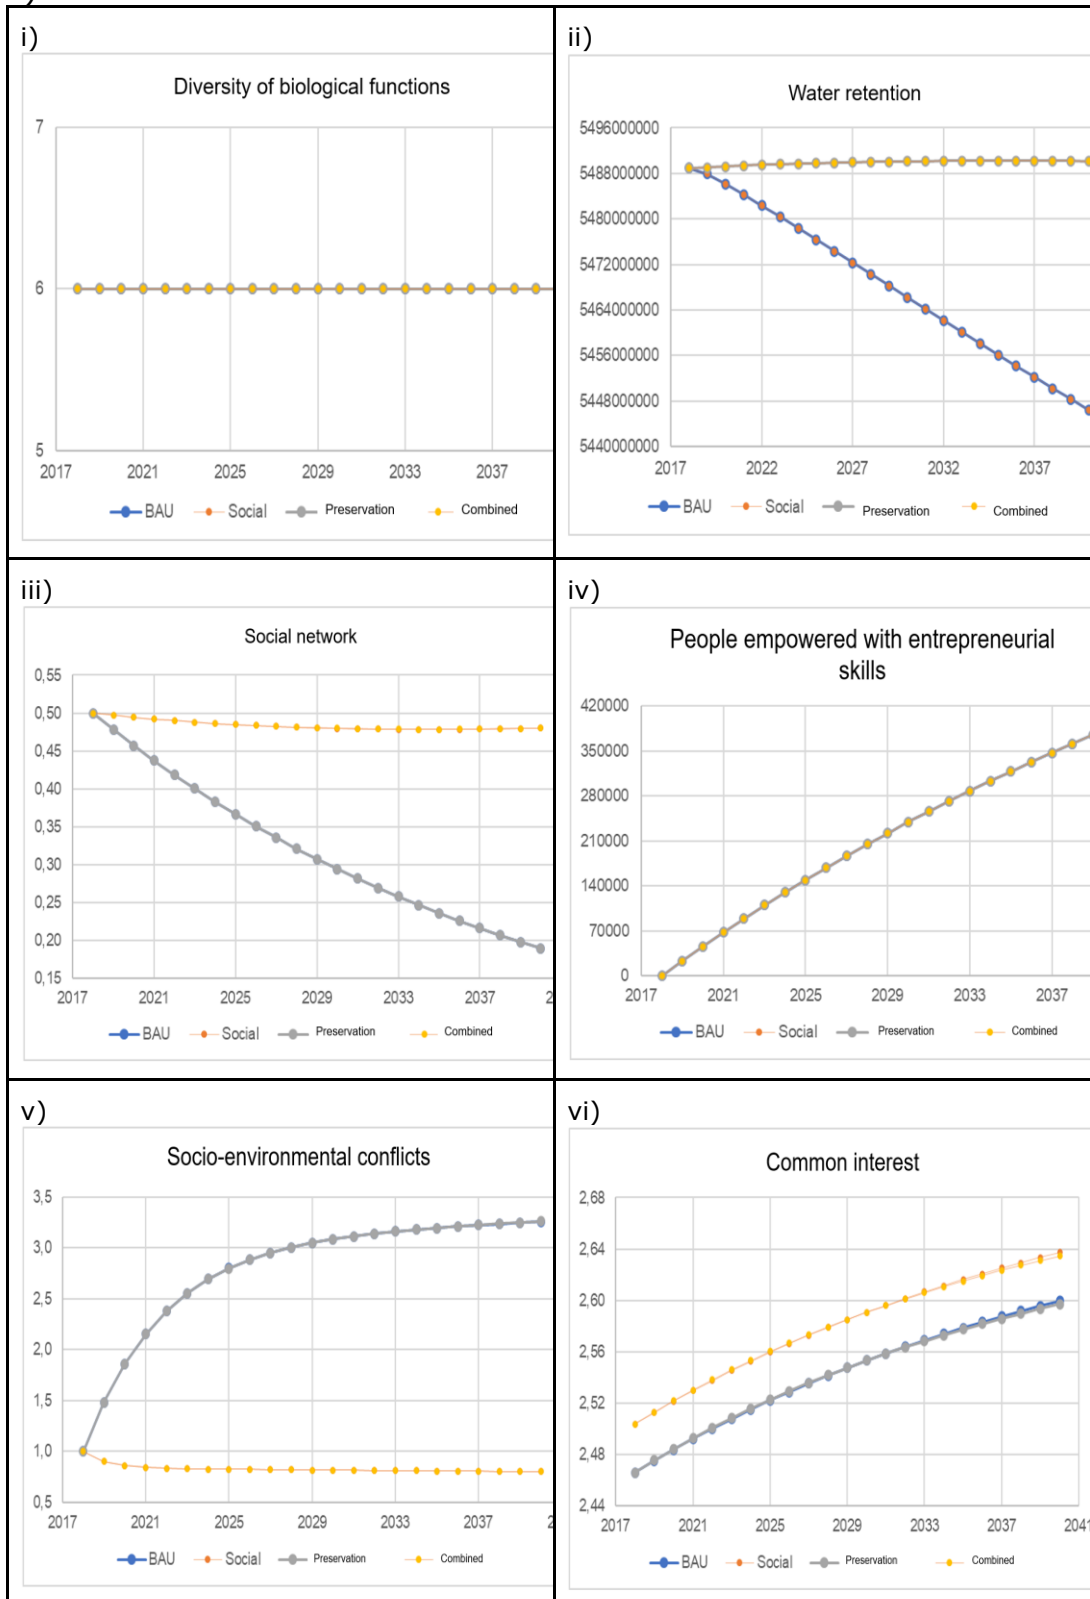 i)
Diversity of biological functions
7
6
5
2017 2021 2025 2029 2033 2037
BAU Social Preservation Combined
ii)
Water retention
5496000000
5488000000
5480000000
5472000000
5464000000
5456000000
5448000000
5440000000
2017 2022 2027 2032 2037
BAU Social Preservation Combined
iii)
Social network
0,55
0,50
0,45
0,40
0,35
0,30
0,25
0,20
0,15
2017 2021 2025 2029 2033 2037 2
BAU Social Preservation Combined
iv)
People empowered with entrepreneurial
skills
420000
350000
280000
210000
140000
70000
0
2017 2021 2025 2029 2033 2037
BAU Social Preservation Combined
v)
Socio-environmental conflicts
3,5
3,0
2,5
2,0
1,5
1,0
0,5
2017 2021 2025 2029 2033 2037 2
BAU Social Preservation Combined
vi)
Common interest
2,68
2,64
2,60
2,56
2,52
2,48
2,44
2017 2021 2025 2029 2033 2037 2041
BAU Social Preservation Combined